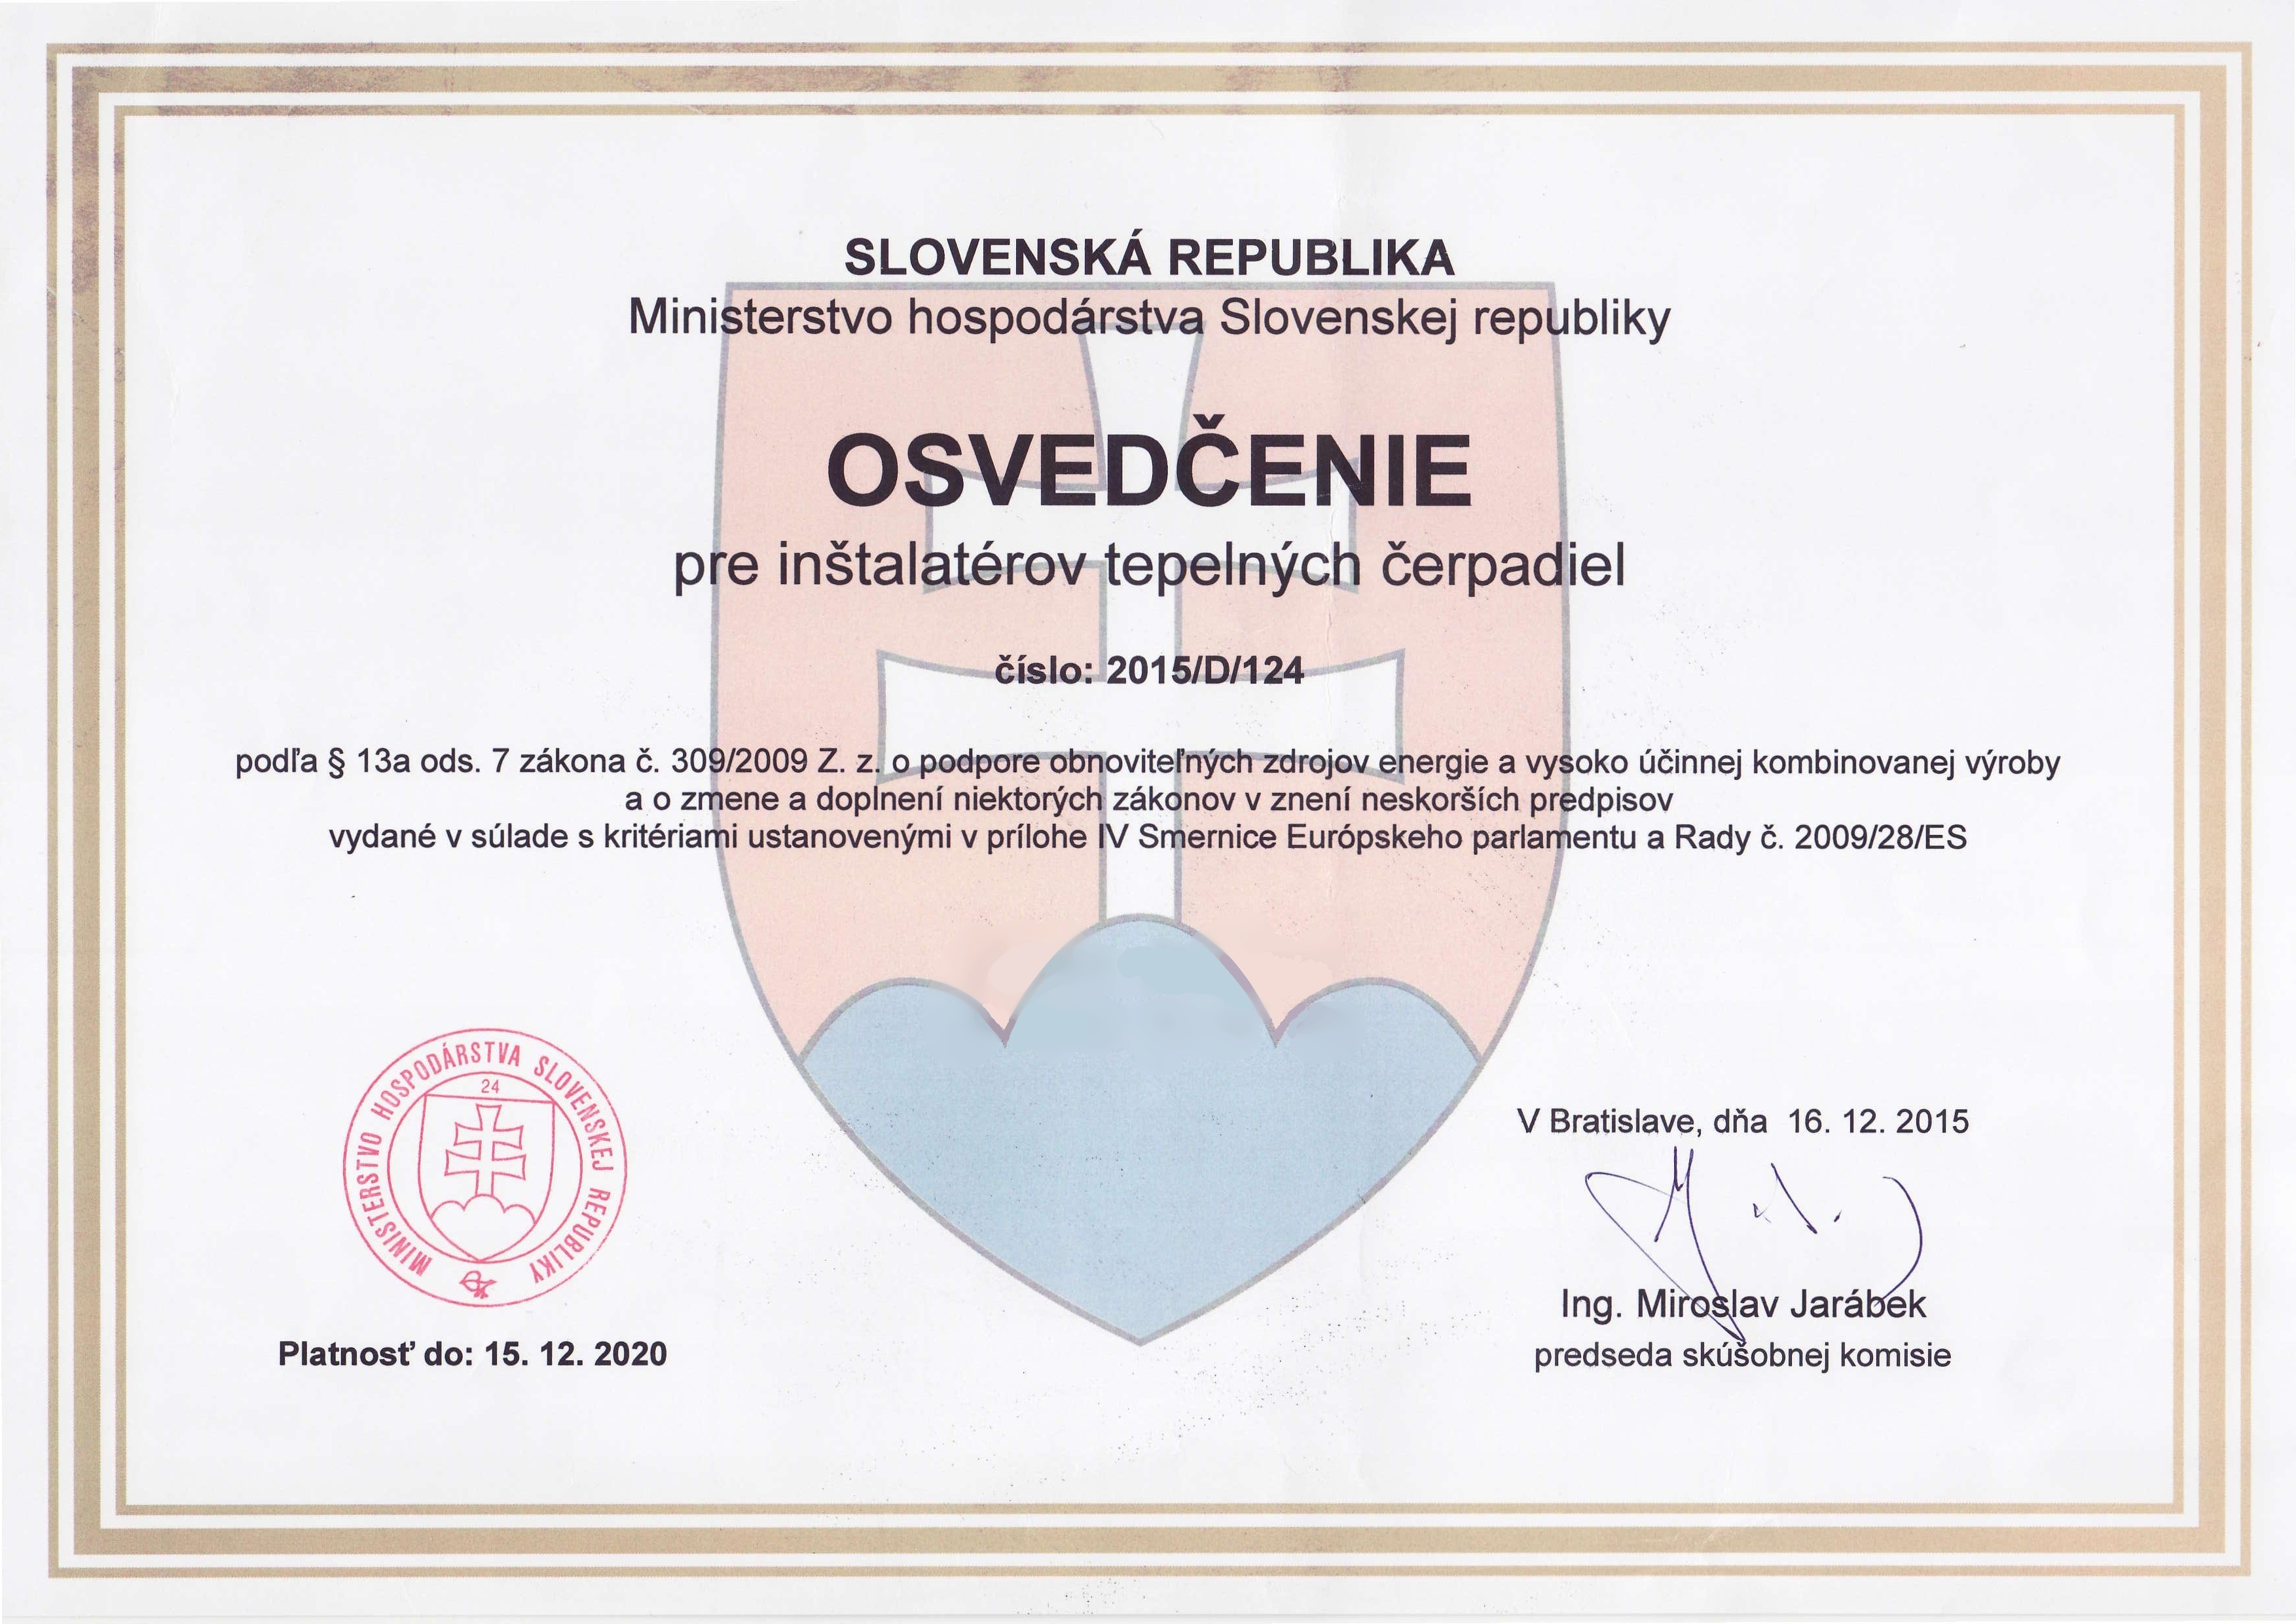 SLOVENSKÁ REPUBLIKA
Ministerstvo hospodárstva Slovenskej republiky
OSVEDČENIE
pre inštalatérov tepelných čerpadiel
číslo: 2015/D/124
podľa § 13a ods. 7 zákona č. 309/2009 Z. z. o podpore obnoviteľných zdrojov energie a vysoko účinnej kombinovanej výroby
a o zmene a doplnení niektorých zákonov v znení neskorších predpisov
vydané v súlade s kritériami ustanovenými v prílohe IV Smernice Európskeho parlamentu a Rady č. 2009/28/ES
MINISTERSTVO HOSPODÁRSTVA SLOVENSKEJ REPUBLIKY
24
V Bratislave, dňa 16. 12. 2015
Ing. Miroslav Jarábek
predseda skúšobnej komisie
Platnosť do: 15. 12. 2020